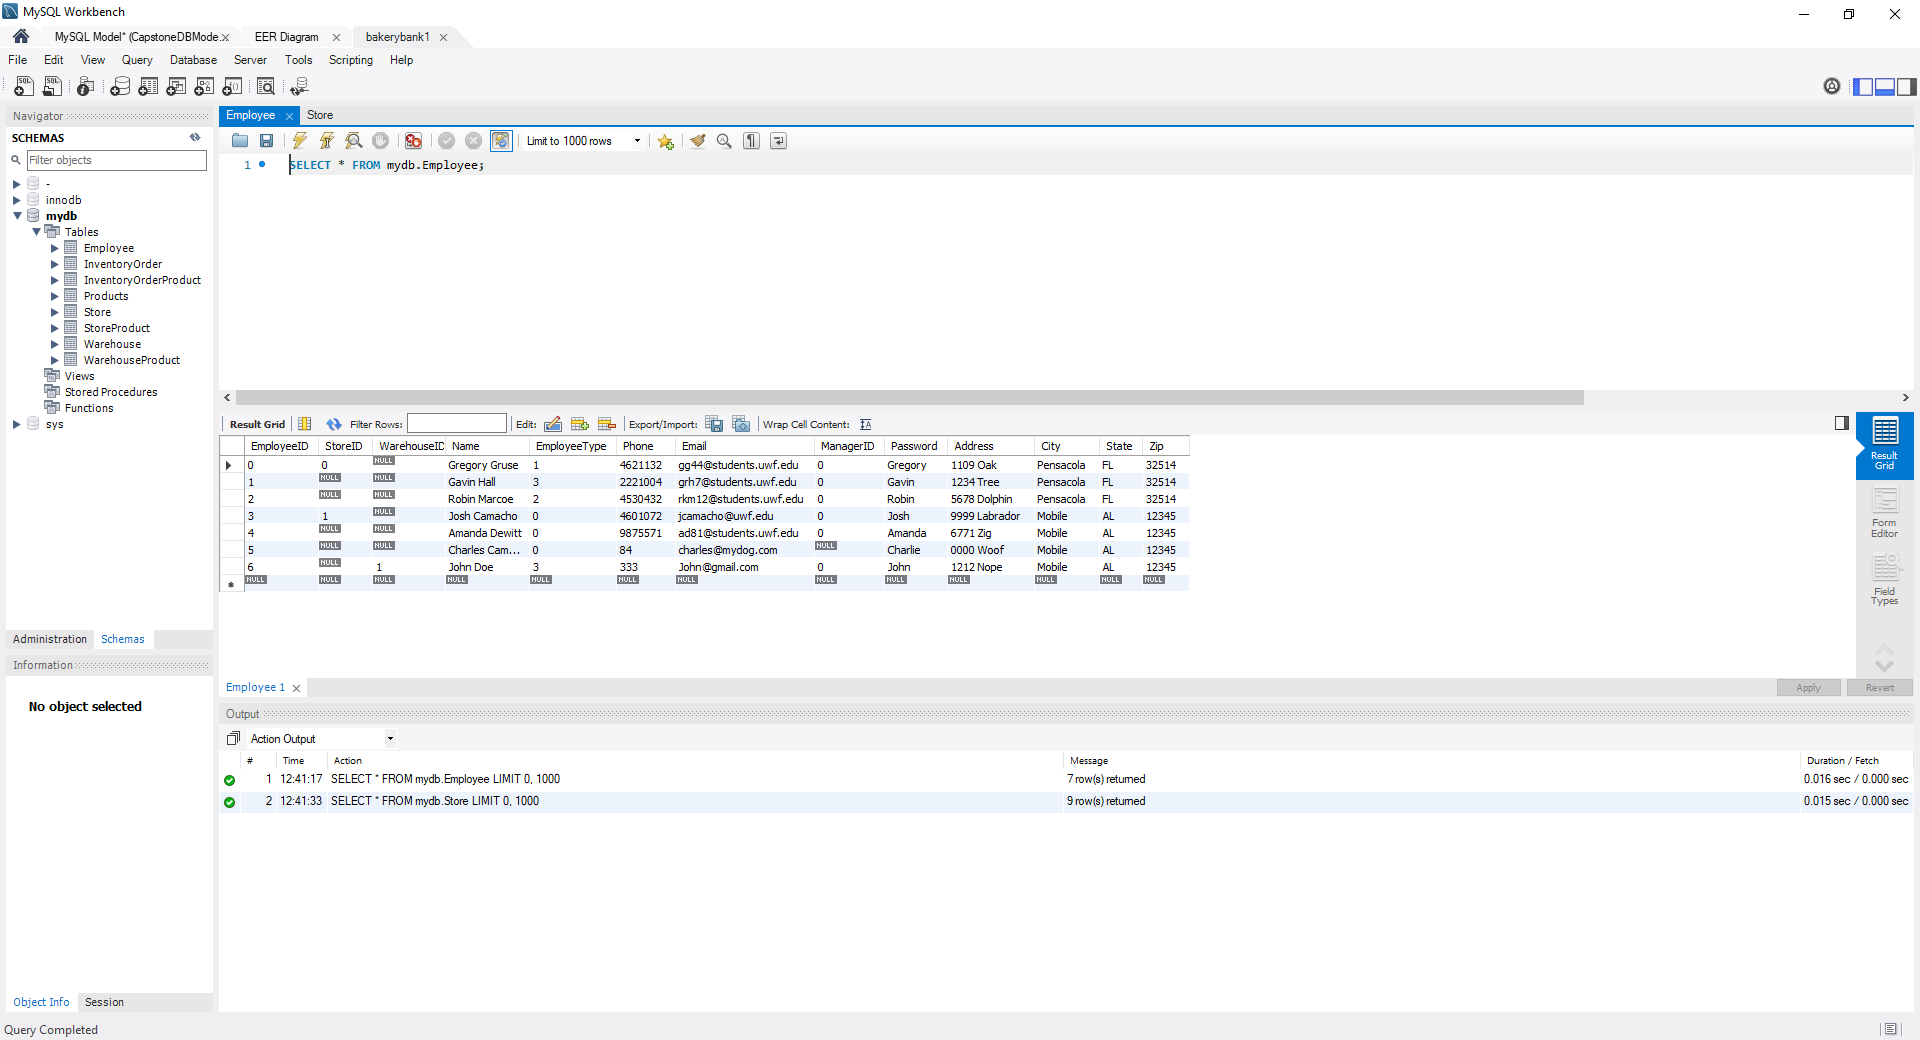 MySQL Workbench
MySQL Model* (CapstoneDBMode.. EER Diagram bakerybank1
File Edit View Query Database Server Tools Scripting Help
Navigator
SCHEMAS
Filter objects
-
innodb
mydb
Tables
Employee
InventoryOrder
InventoryOrderProduct
Products
Store
StoreProduct
Warehouse
WarehouseProduct
Views
Stored Procedures
Functions
sys
Administration Schemas
Information
No object selected
Object Info Session
Employee Store
Limit to 1000 rows
1 SELECT * FROM mydb.Employee;
Result Grid Filter Rows: Edit: Export/Import: Wrap Cell Content: IA
EmployeeID StoreID WarehouseID Name EmployeeType Phone Email ManagerID Password Address City State Zip
0 0 NULL Gregory Gruse 1 4621132 gg44@students.uwf.edu 0 Gregory 1109 Oak Pensacola FL 32514
1 NULL NULL Gavin Hall 3 2221004 grh7@students.uwf.edu 0 Gavin 1234 Tree Pensacola FL 32514
2 NULL NULL Robin Marcoe 2 4530432 rkm12@students.uwf.edu 0 Robin 5678 Dolphin Pensacola FL 32514
3 1 NULL Josh Camacho 0 4601072 jcamacho@uwf.edu 0 Josh 9999 Labrador Mobile AL 12345
4 NULL NULL Amanda Dewitt 0 9875571 ad81@students.uwf.edu 0 Amanda 6771 Zig Mobile AL 12345
5 NULL NULL Charles Cam... 0 84 charles@mydog.com NULL Charlie 0000 Woof Mobile AL 12345
6 NULL 1 John Doe 3 333 John@gmail.com 0 John 1212 Nope Mobile AL 12345
NULL NULL NULL NULL NULL NULL NULL NULL NULL NULL NULL NULL NULL
Result
Grid
Form
Editor
Field
Types
Employee 1 Apply Revert
Output
Action Output
# Time Action Message Duration / Fetch
1 12:41:17 SELECT * FROM mydb.Employee LIMIT 0, 1000 7 row(s) returned 0.016 sec / 0.000 sec
2 12:41:33 SELECT * FROM mydb.Store LIMIT 0, 1000 9 row(s) returned 0.015 sec / 0.000 sec
Query Completed